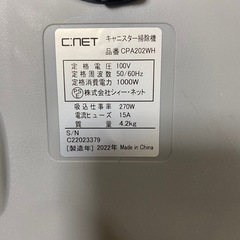 C:NET キャニスター掃除機
品番 CPA202WH
定格電圧 100V
定格周波数 50/60Hz
定格消費電力 1000W
株式会社シィー・ネット
吸込仕事率 270W
電流ヒューズ 15A
質量 4.2kg
S/N
C22023379
[製造年] 2022年 Made in China